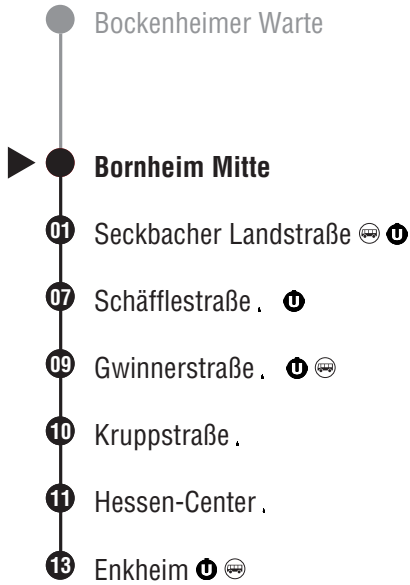 Bockenheimer Warte
Bornheim Mitte
01 Seckbacher Landstraße U
07 Schäfflestraße . U
09 Gwinnerstraße . U
10 Kruppstraße .
11 Hessen-Center .
13 Enkheim U